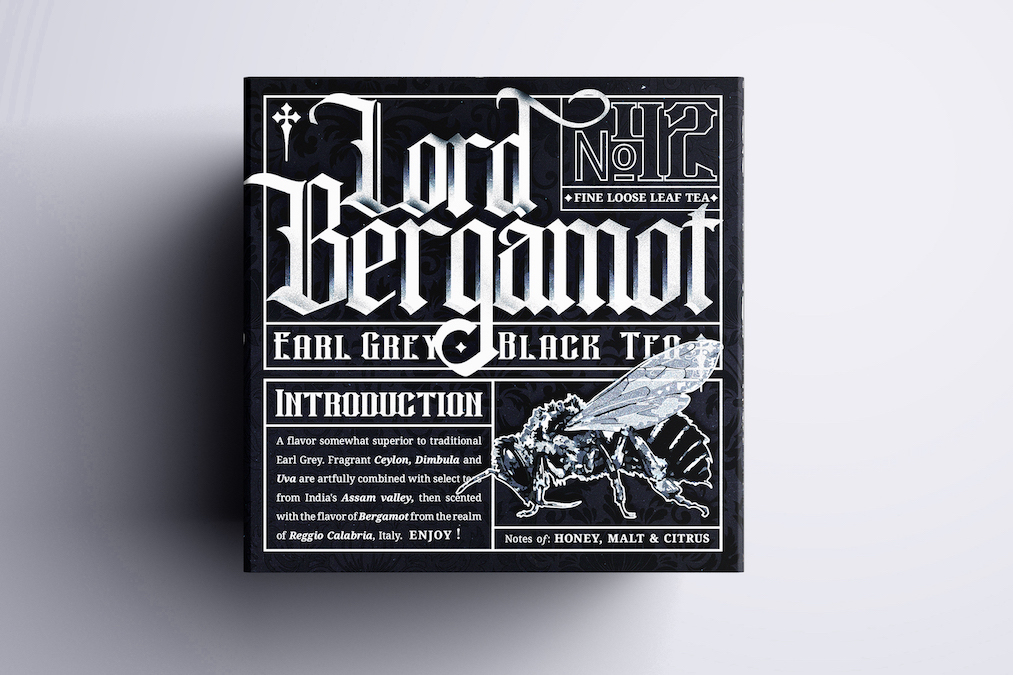 Lord
Bergamot
No 42
FINE LOOSE LEAF TEA
EARL GREY BLACK TEA
INTRODUCTION
A flavor somewhat superior to traditional
Earl Grey. Fragrant Ceylon, Dimbula and
Uva are artfully combined with select
from India's Assam valley, then scented
with the flavor of Bergamot from the realm
of Reggio Calabria, Italy. ENJOY !
Notes of: HONEY, MALT & CITRUS